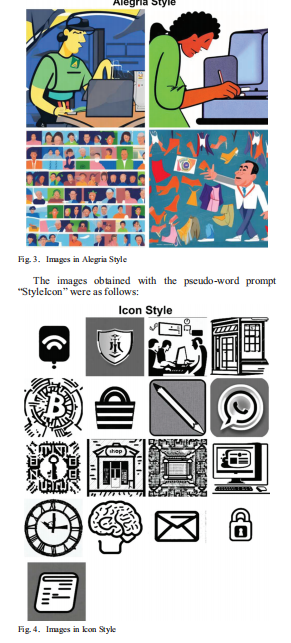 Alegria Style
Fig. 3. Images in Alegria Style
The images obtained with the pseudo-word prompt
“StyleIcon” were as follows:
Icon Style
shop
Fig. 4. Images in Icon Style